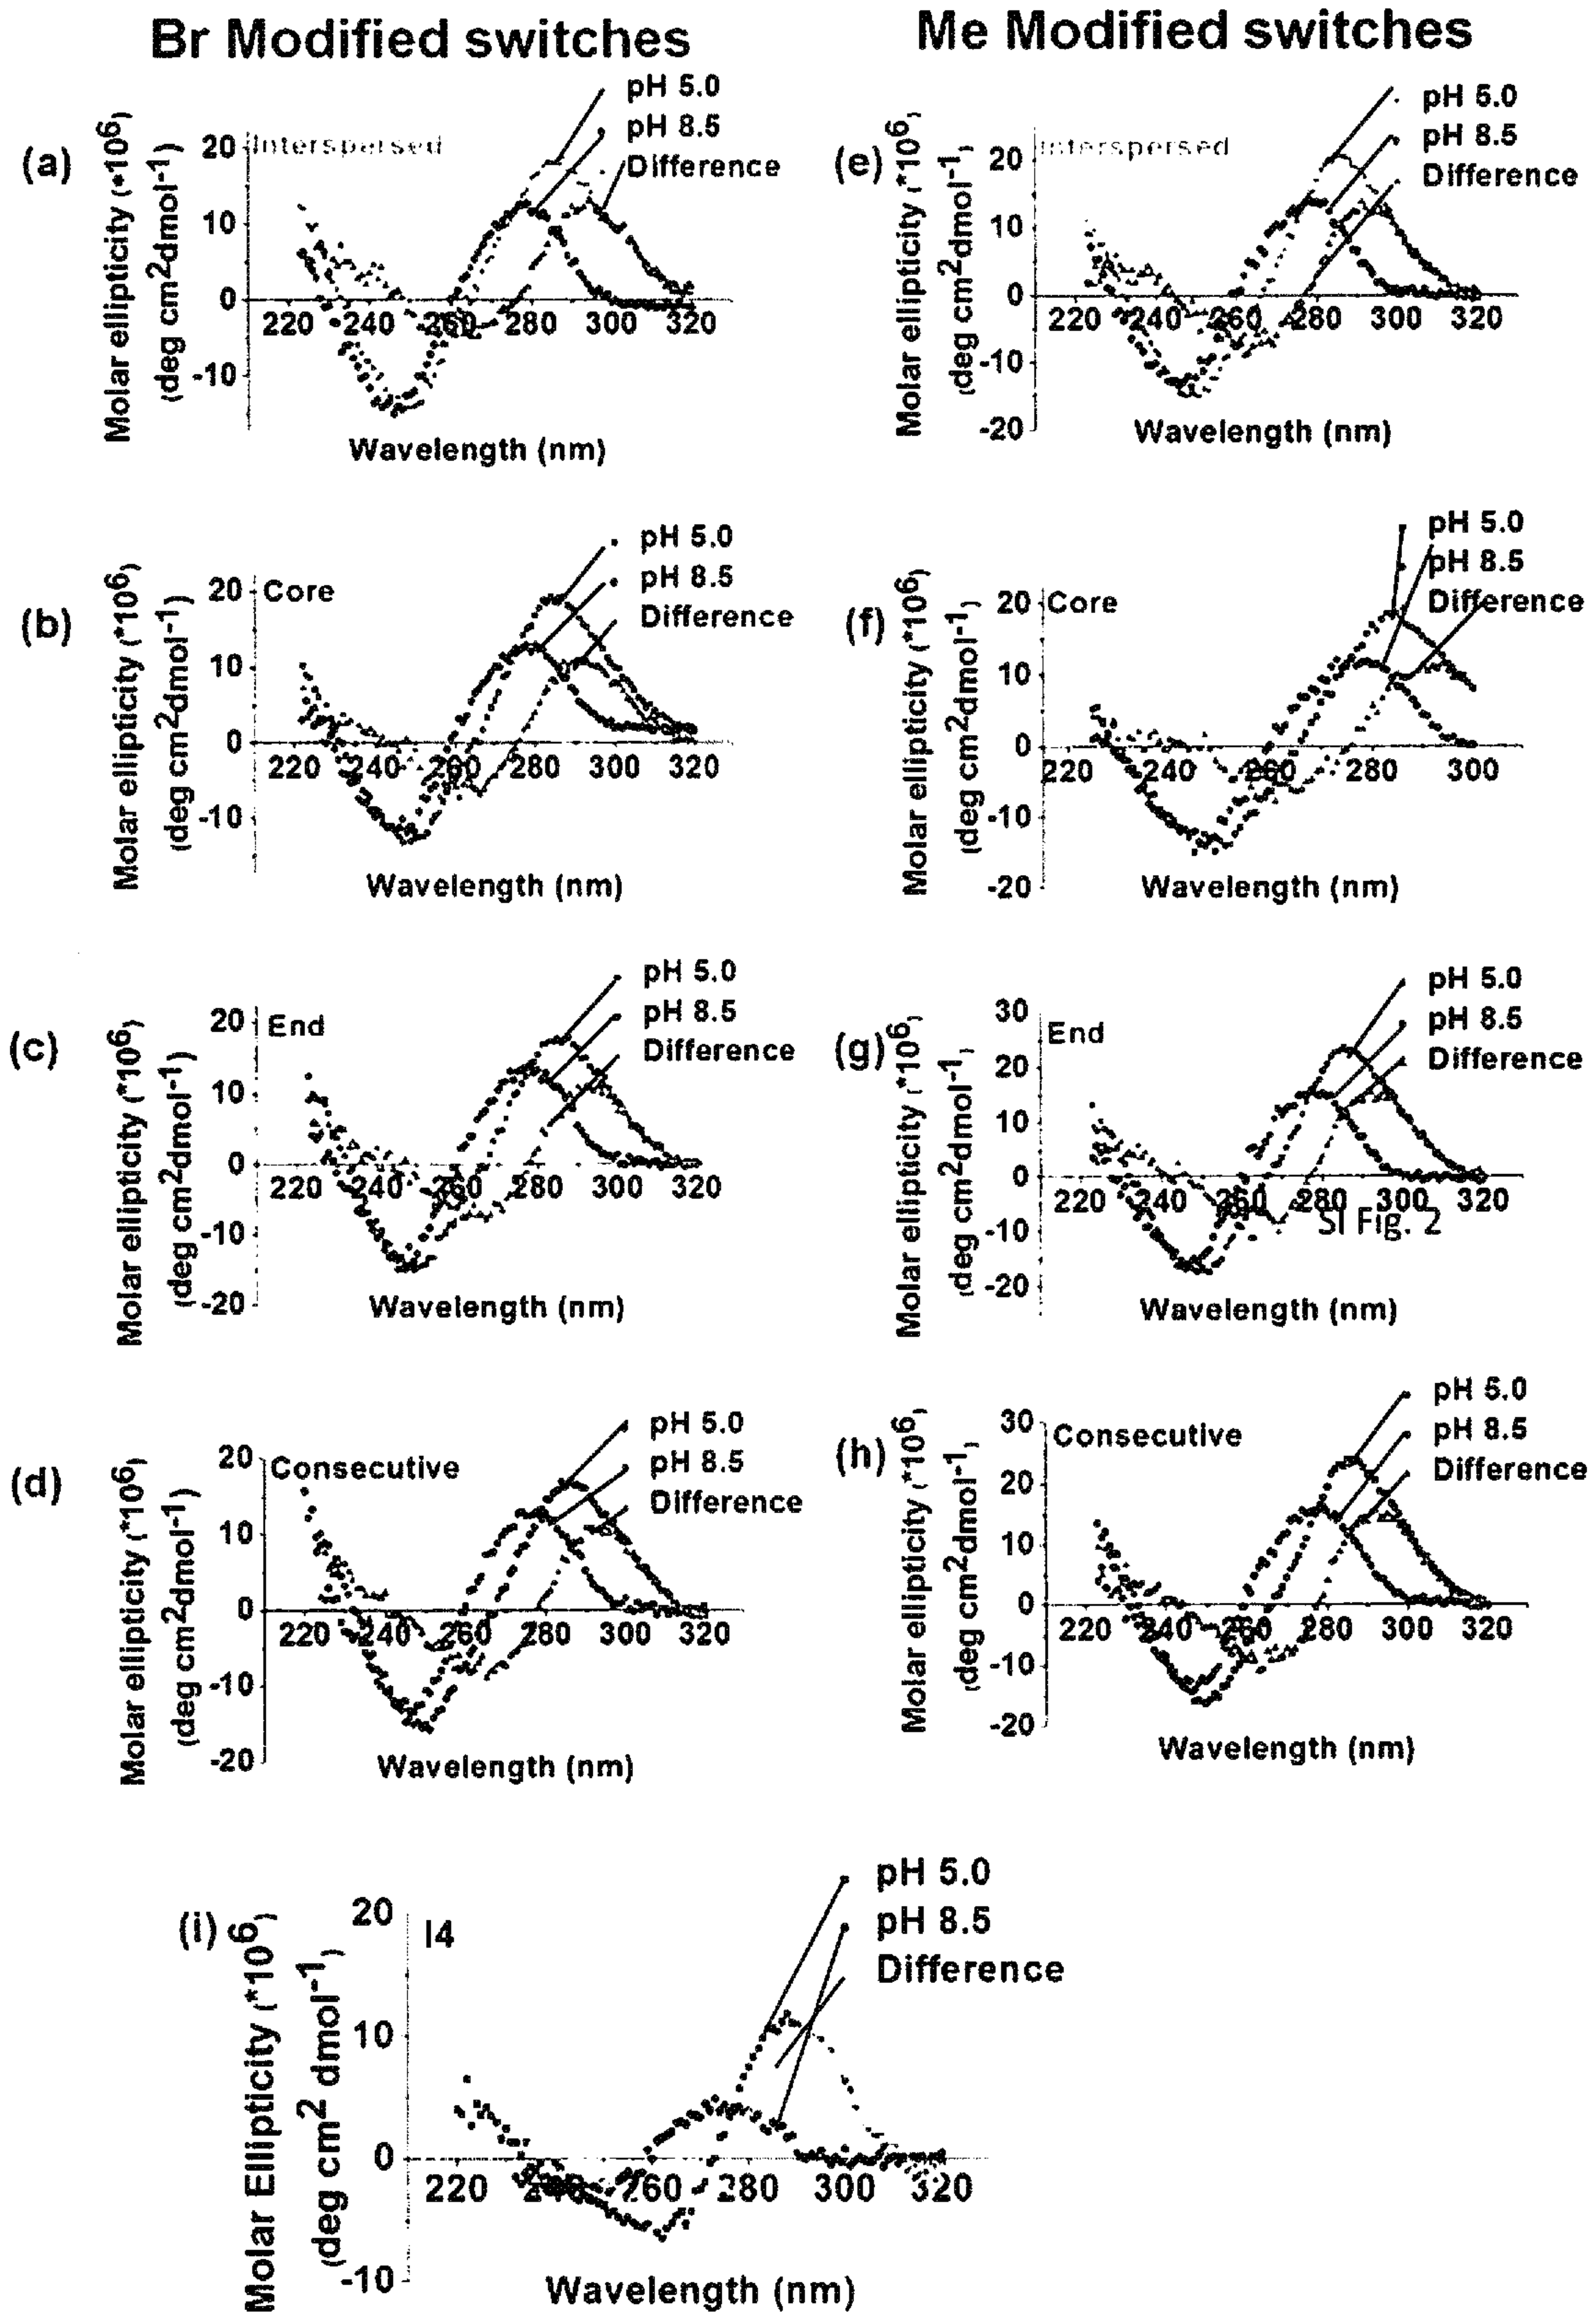 Br Modified switches
Me Modified switches
(a)
Molar ellipticity (*10⁶)
(deg cm²dmol⁻¹)
Interspersed
pH 5.0
pH 8.5
Difference
20
10
0
-10
220 240 260 280 300 320
Wavelength (nm)
(e)
Molar ellipticity (*10⁶)
(deg cm²dmol⁻¹)
Interspersed
pH 5.0
pH 8.5
Difference
20
10
0
-10
-20
220 240 260 280 300 320
Wavelength (nm)
(b)
Molar ellipticity (*10⁶)
(deg cm²dmol⁻¹)
Core
pH 5.0
pH 8.5
Difference
20
10
0
-10
220 240 260 280 300 320
Wavelength (nm)
(f)
Molar ellipticity (*10⁶)
(deg cm²dmol⁻¹)
Core
pH 5.0
pH 8.5
Difference
20
10
0
-10
-20
220 240 260 280 300
Wavelength (nm)
(c)
Molar ellipticity (*10⁶)
(deg cm²dmol⁻¹)
End
pH 5.0
pH 8.5
Difference
20
10
0
-10
-20
220 240 260 280 300 320
Wavelength (nm)
(g)
Molar ellipticity (*10⁶)
(deg cm²dmol⁻¹)
End
pH 5.0
pH 8.5
Difference
30
20
10
0
-10
-20
220 240 260 280 300 320
SI Fig. 2
Wavelength (nm)
(d)
Molar ellipticity (*10⁶)
(deg cm²dmol⁻¹)
Consecutive
pH 5.0
pH 8.5
Difference
20
10
0
-10
-20
220 240 260 280 300 320
Wavelength (nm)
(h)
Molar ellipticity (*10⁶)
(deg cm²dmol⁻¹)
Consecutive
pH 5.0
pH 8.5
Difference
30
20
10
0
-10
-20
220 240 260 280 300 320
Wavelength (nm)
(i)
Molar Ellipticity (*10⁶)
(deg cm² dmol⁻¹)
I4
pH 5.0
pH 8.5
Difference
20
10
0
-10
220 240 260 280 300 320
Wavelength (nm)